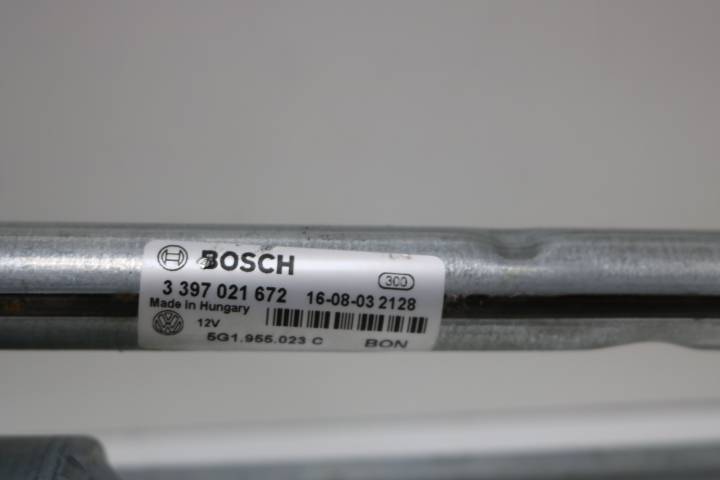 BOSCH
300
3 397 021 672 16-08-03 2128
Made in Hungary
12V
5G1.955.023 C BON